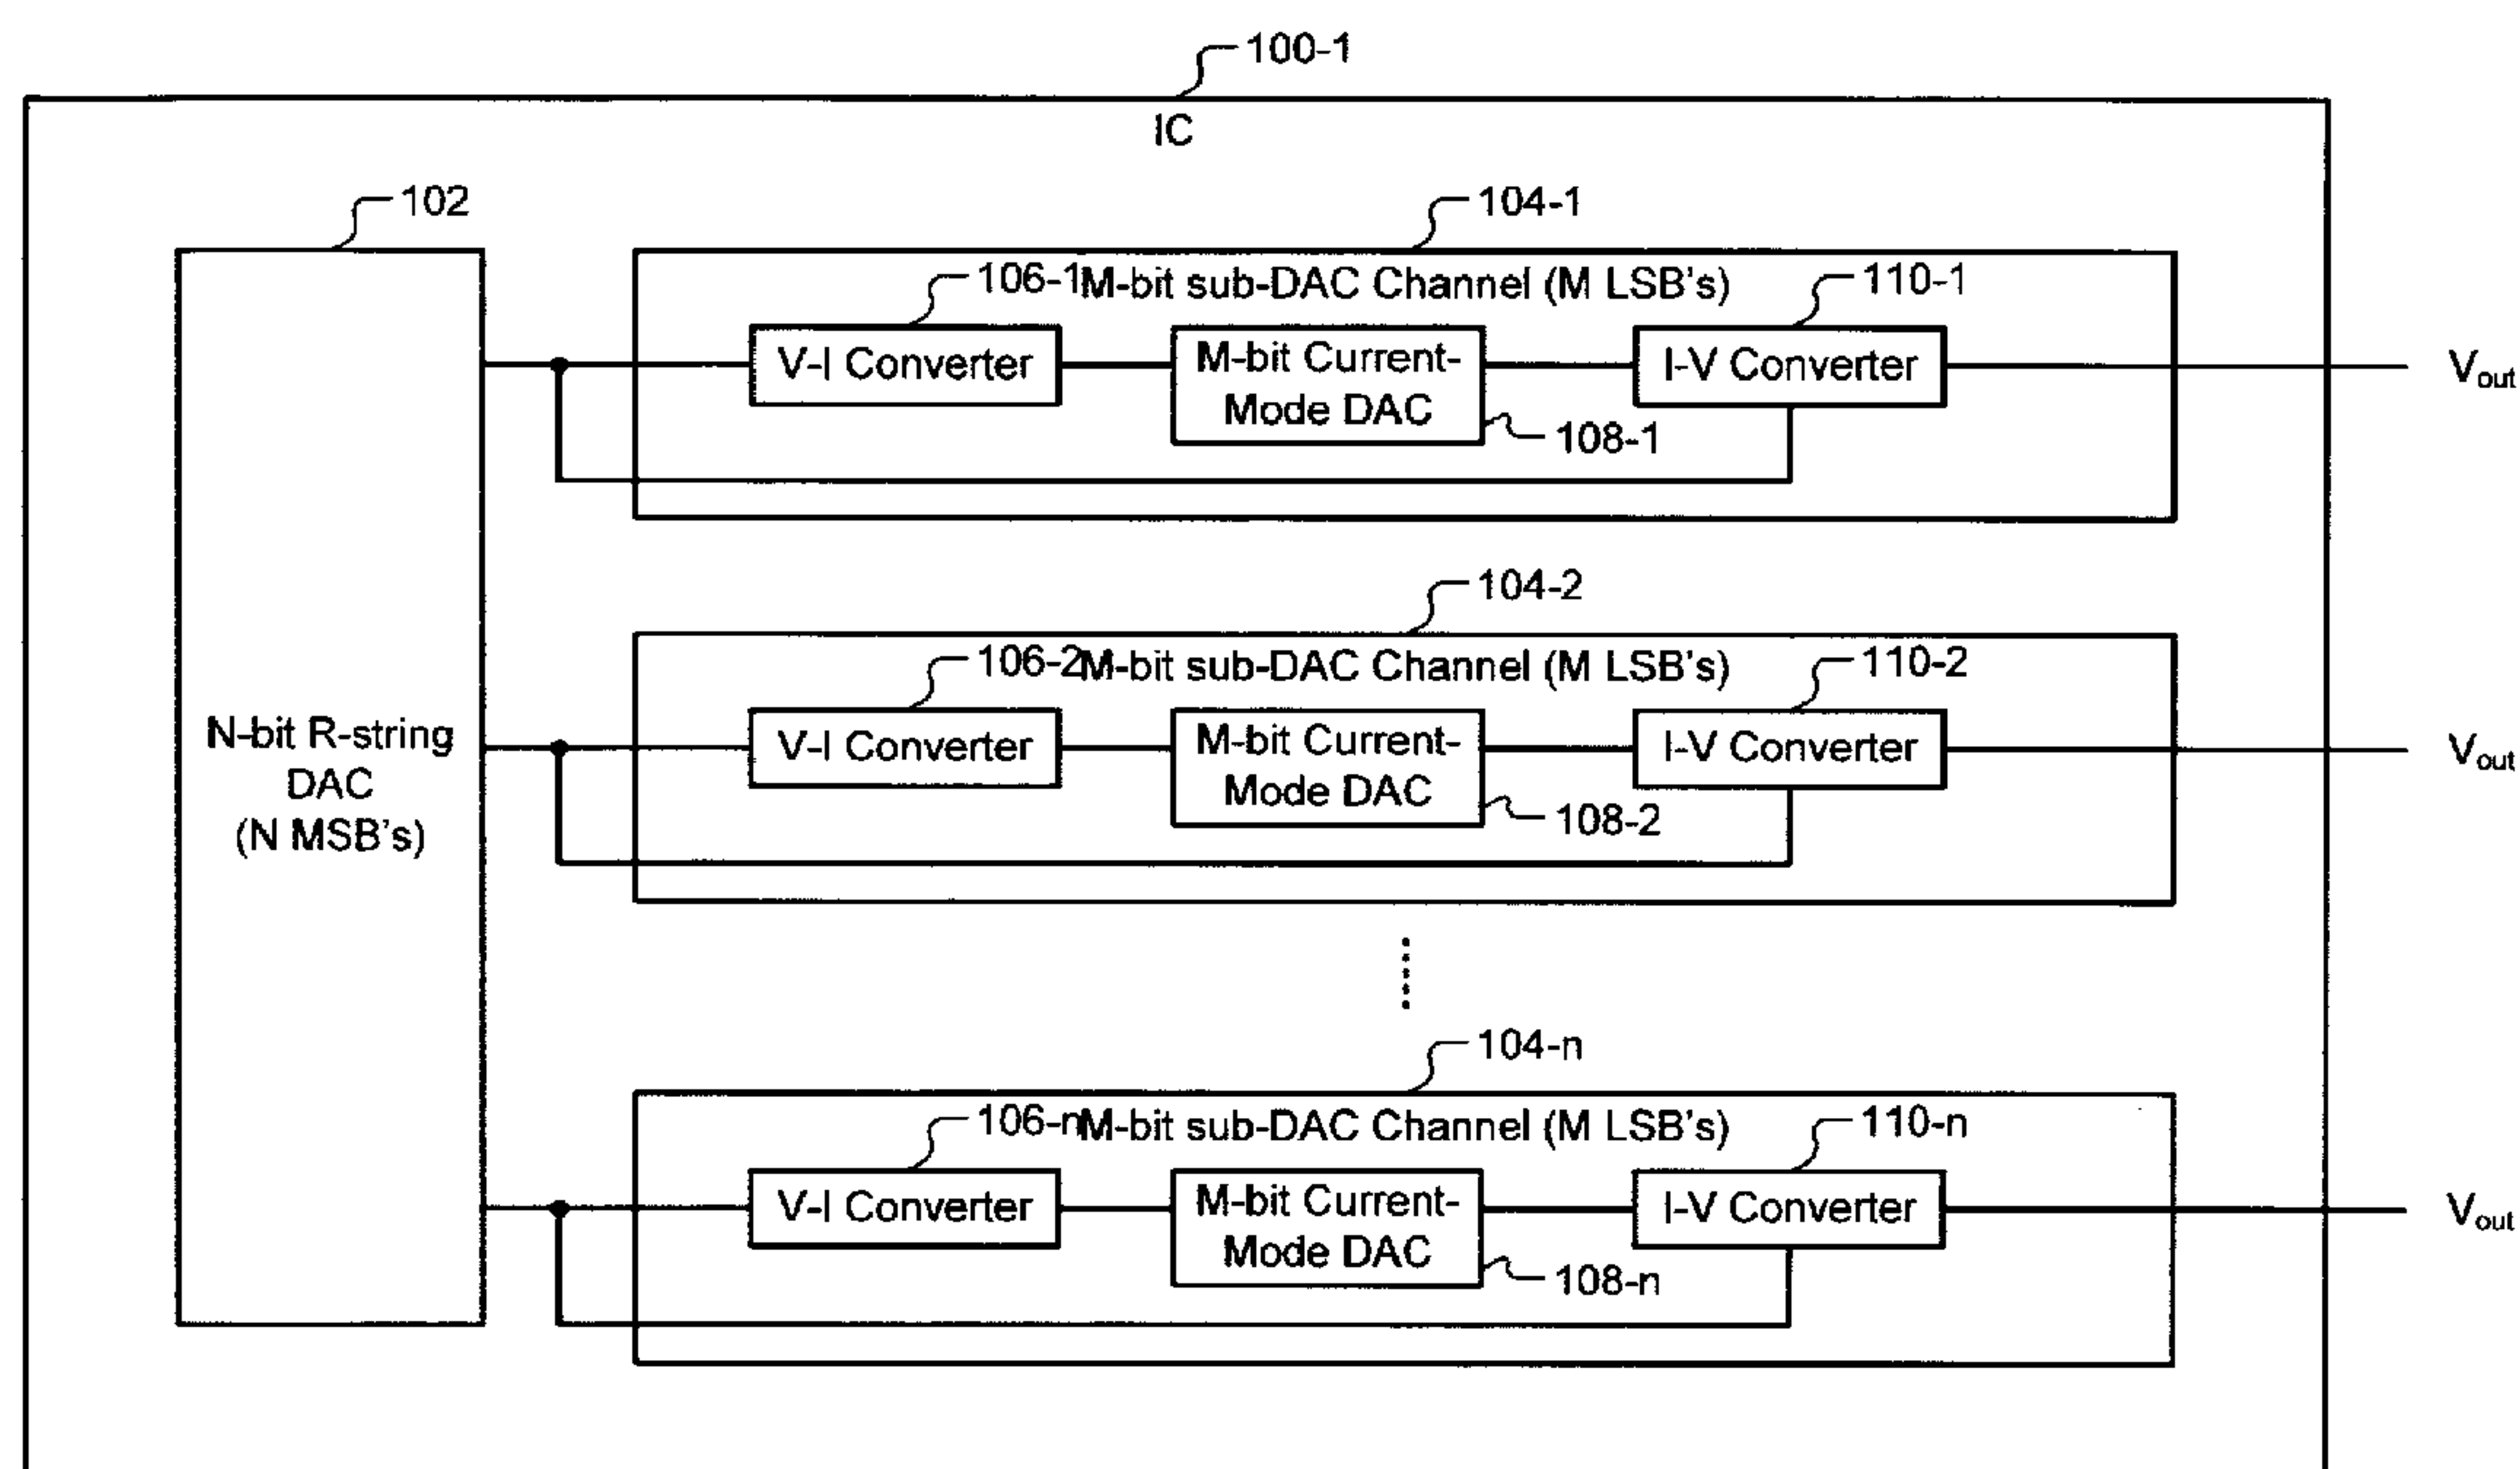 100-1
IC
102
104-1
106-1 M-bit sub-DAC Channel (M LSB's)
110-1
V-I Converter
M-bit Current-
Mode DAC
I-V Converter
Vout
108-1
104-2
106-2 M-bit sub-DAC Channel (M LSB's)
110-2
N-bit R-string
DAC
(N MSB's)
V-I Converter
M-bit Current-
Mode DAC
I-V Converter
Vout
108-2
104-n
106-n M-bit sub-DAC Channel (M LSB's)
110-n
V-I Converter
M-bit Current-
Mode DAC
I-V Converter
Vout
108-n